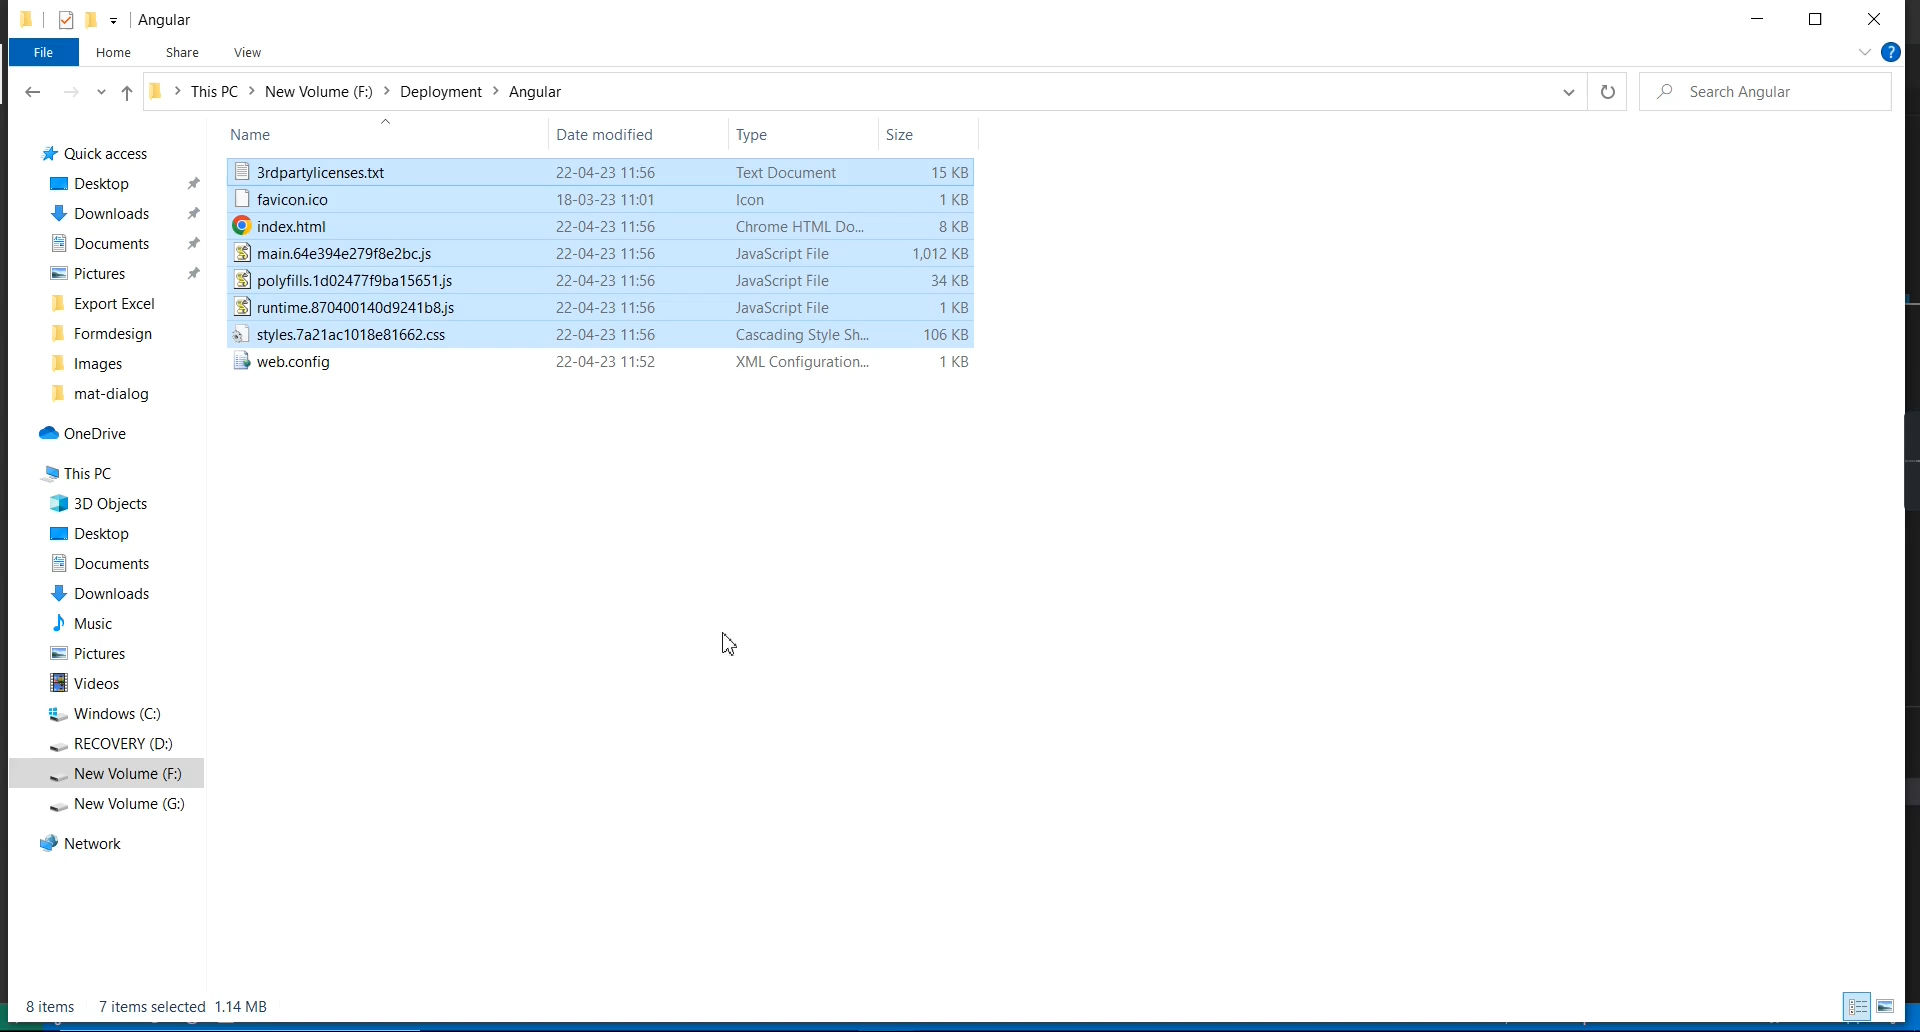 Angular
File Home Share View
This PC New Volume (F:) Deployment Angular Search Angular
Name Date modified Type Size
3rdpartylicenses.txt 22-04-23 11:56 Text Document 15 KB
favicon.ico 18-03-23 11:01 Icon 1 KB
index.html 22-04-23 11:56 Chrome HTML Do... 8 KB
main.64e394e279f8e2bc.js 22-04-23 11:56 JavaScript File 1,012 KB
polyfills.1d02477f9ba15651.js 22-04-23 11:56 JavaScript File 34 KB
runtime.870400140d9241b8.js 22-04-23 11:56 JavaScript File 1 KB
styles.7a21ac1018e81662.css 22-04-23 11:56 Cascading Style Sh... 106 KB
web.config 22-04-23 11:52 XML Configuration... 1 KB
Quick access
Desktop
Downloads
Documents
Pictures
Export Excel
Formdesign
Images
mat-dialog
OneDrive
This PC
3D Objects
Desktop
Documents
Downloads
Music
Pictures
Videos
Windows (C:)
RECOVERY (D:)
New Volume (F:)
New Volume (G:)
Network
8 items 7 items selected 1.14 MB